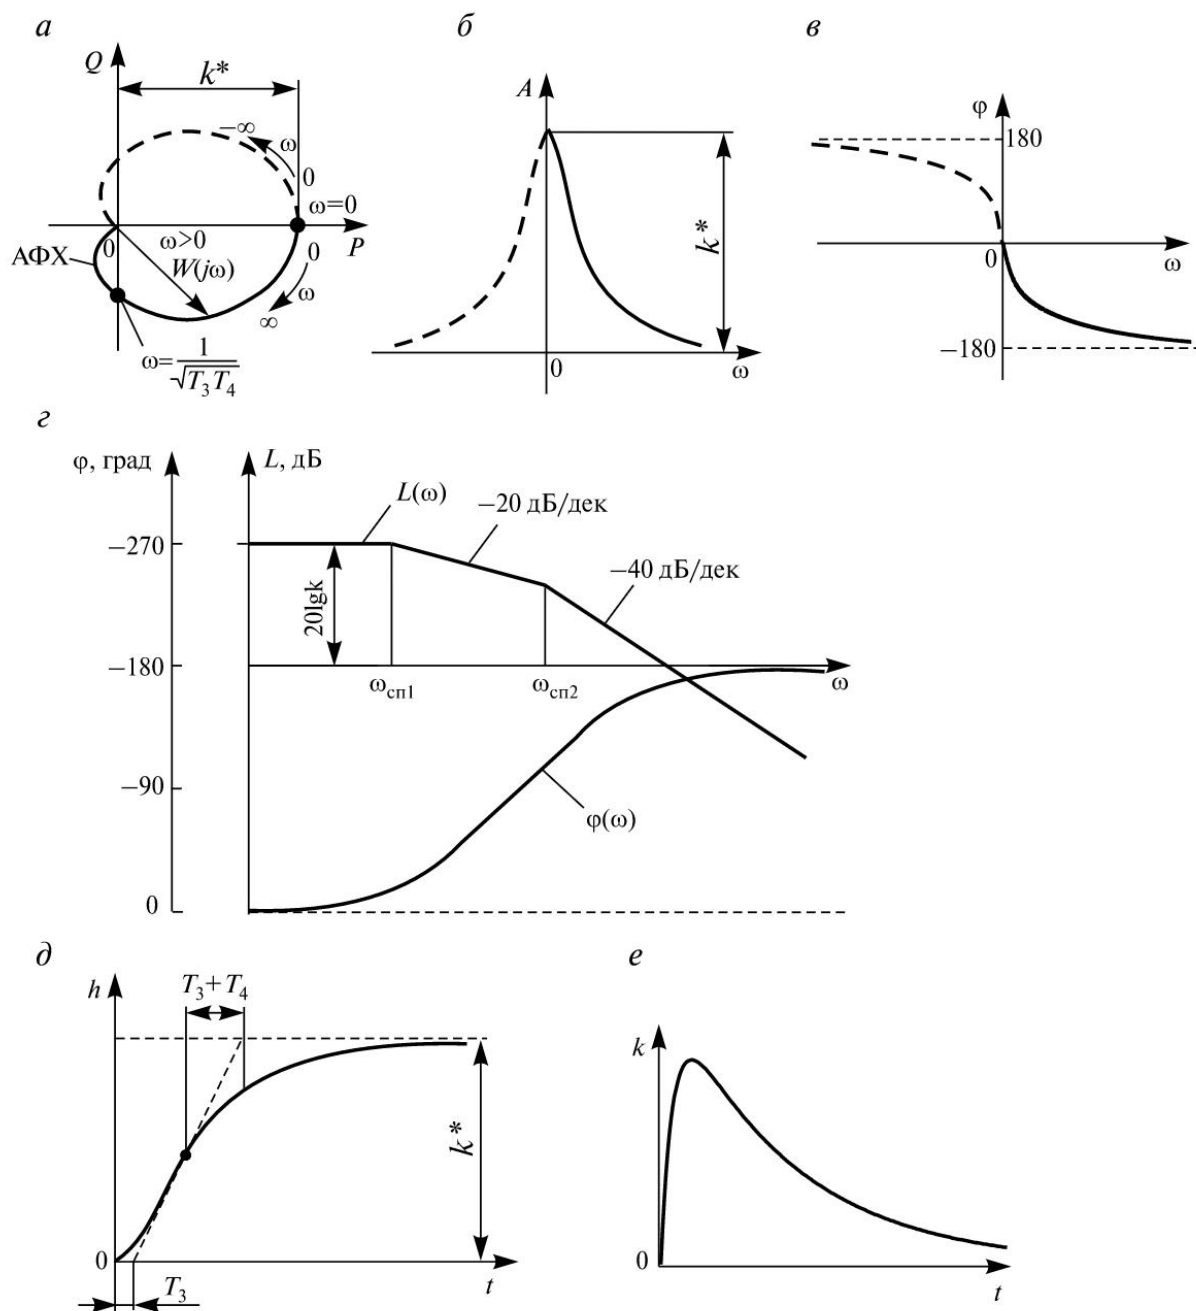 а
Q
k*
−∞
ω
0
ω=0
0
ω>0
P
АФХ
W(jω)
0
ω
∞
ω=1/√T₃T₄
б
A
k*
0
ω
в
φ
180
0
ω
−180
г
φ, град
L, дБ
L(ω)
−20 дБ/дек
−270
−40 дБ/дек
20lgk
−180
ωсп1
ωсп2
ω
−90
φ(ω)
0
д
T₃+T₄
h
k*
0
T₃
t
е
k
0
t